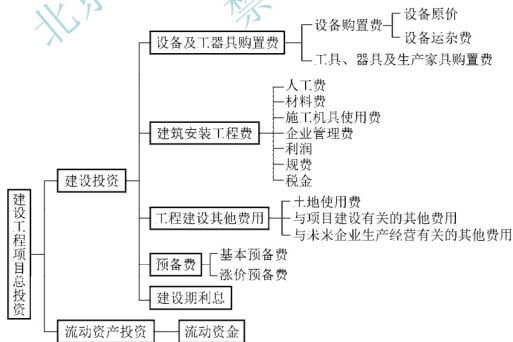 北京
禁
设备原价
设备购置费
设备运杂费
设备及工器具购置费
工具、器具及生产家具购置费
人工费
材料费
施工机具使用费
建筑安装工程费
企业管理费
利润
规费
税金
建设投资
土地使用费
工程建设其他费用
与项目建设有关的其他费用
与未来企业生产经营有关的其他费用
建设工程项目总投资
基本预备费
预备费
涨价预备费
建设期利息
流动资产投资
流动资金